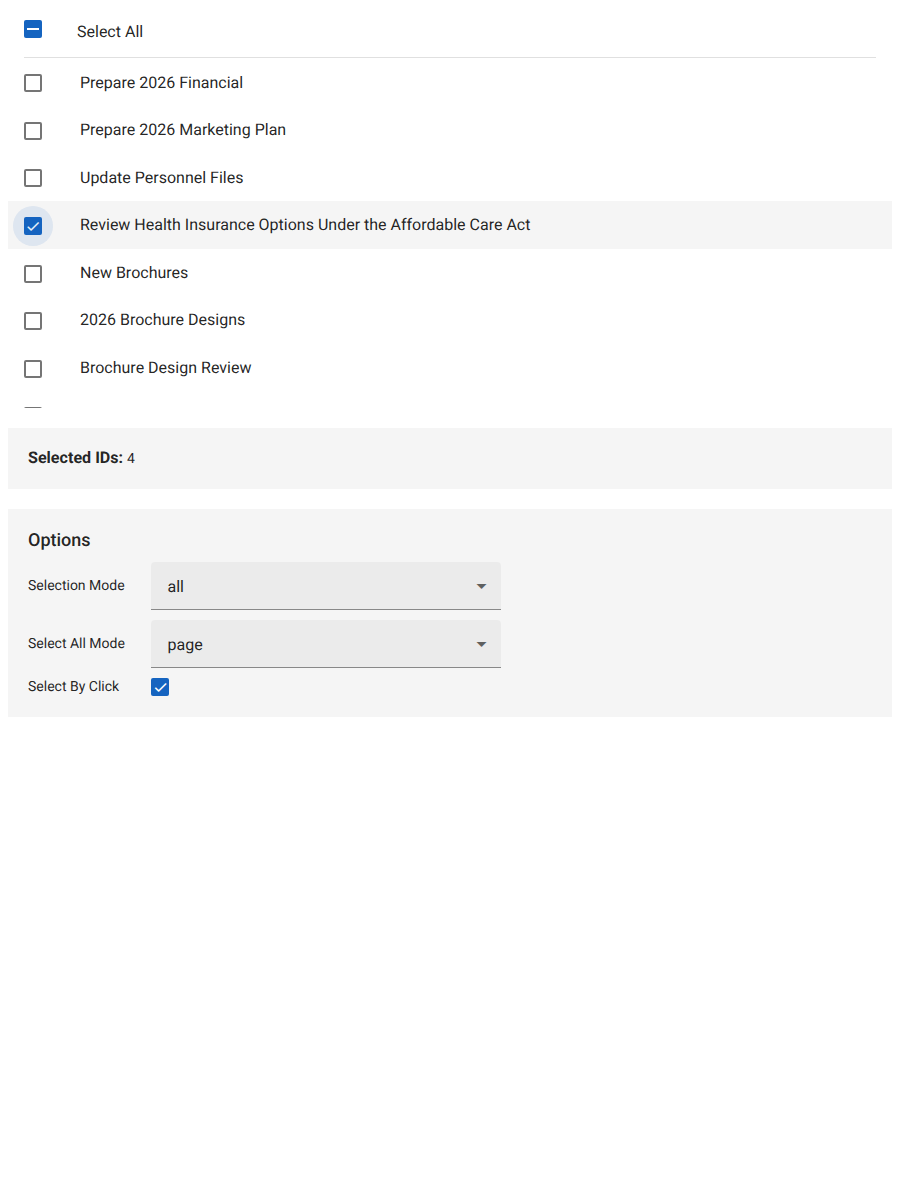 Select All
Prepare 2026 Financial
Prepare 2026 Marketing Plan
Update Personnel Files
Review Health Insurance Options Under the Affordable Care Act
New Brochures
2026 Brochure Designs
Brochure Design Review
Selected IDs: 4
Options
Selection Mode all
Select All Mode page
Select By Click